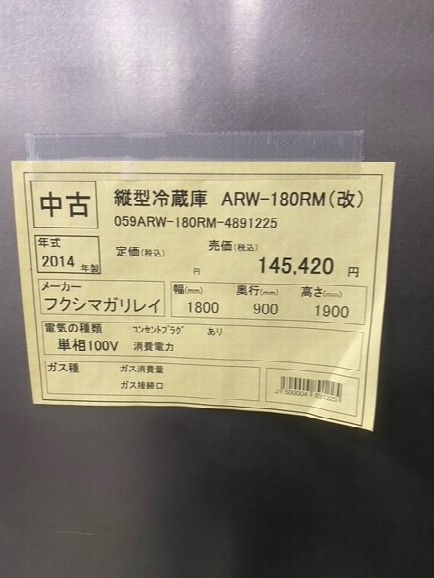 中古
縦型冷蔵庫 ARW-180RM(改)
059ARW-180RM-4891225
年式
2014 年製
定価(税込)
円
売価(税込)
145,420 円
メーカー
フクシマガリレイ
幅(mm)
1800
奥行(mm)
900
高さ(mm)
1900
電気の種類 コンセントプラグ あり
単相100V 消費電力
ガス種 ガス消費量
ガス接続口